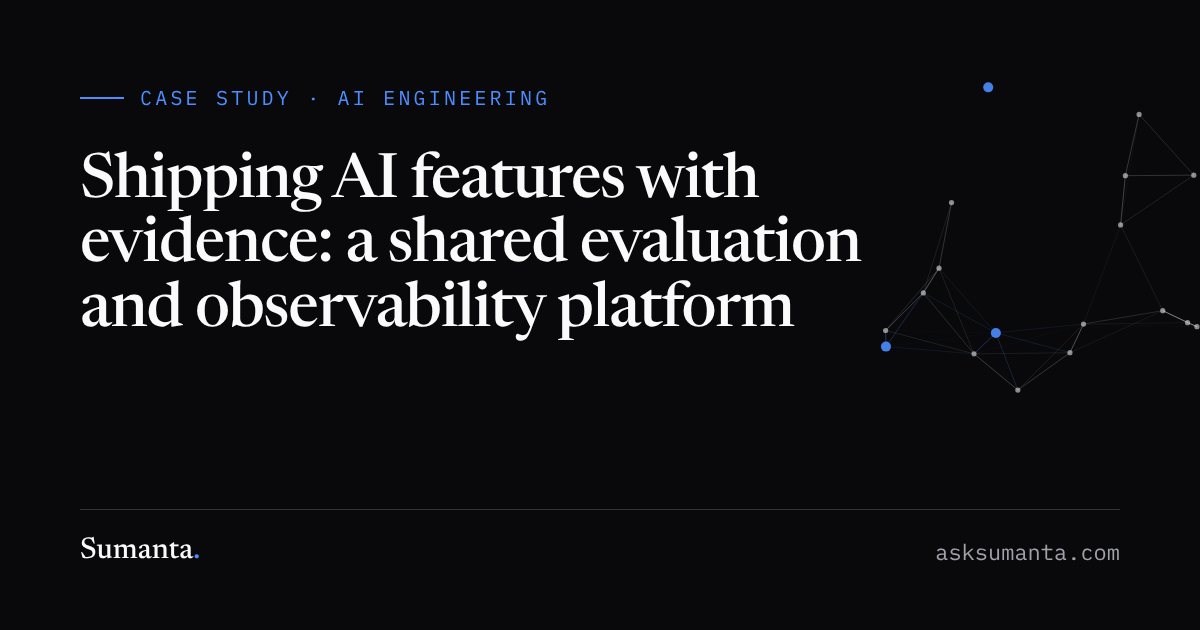 CASE STUDY · AI ENGINEERING
Shipping AI features with
evidence: a shared evaluation
and observability platform
Sumanta.
asksumanta.com